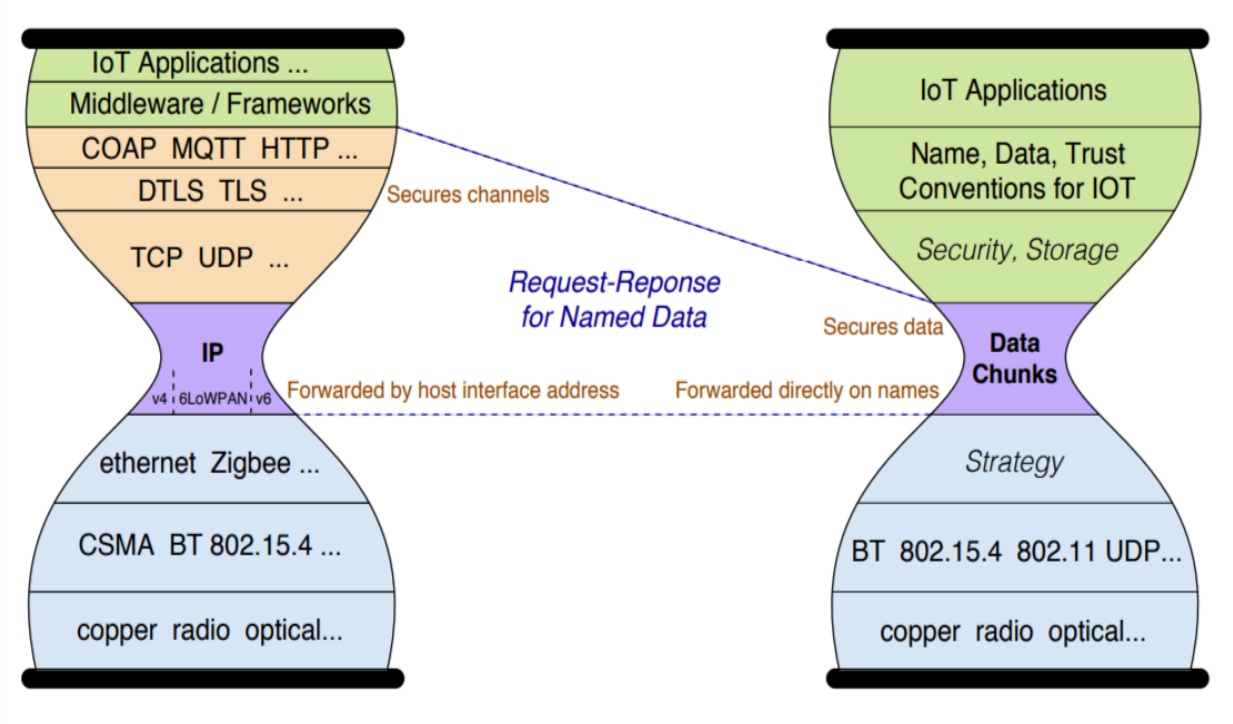 IoT Applications ...
Middleware / Frameworks
COAP MQTT HTTP ...
DTLS TLS ...
TCP UDP ...
IP
v4 6LoWPAN v6
ethernet Zigbee ...
CSMA BT 802.15.4 ...
copper radio optical...
Secures channels
Request-Reponse
for Named Data
Secures data
Forwarded by host interface address
Forwarded directly on names
IoT Applications
Name, Data, Trust
Conventions for IOT
Security, Storage
Data
Chunks
Strategy
BT 802.15.4 802.11 UDP...
copper radio optical...